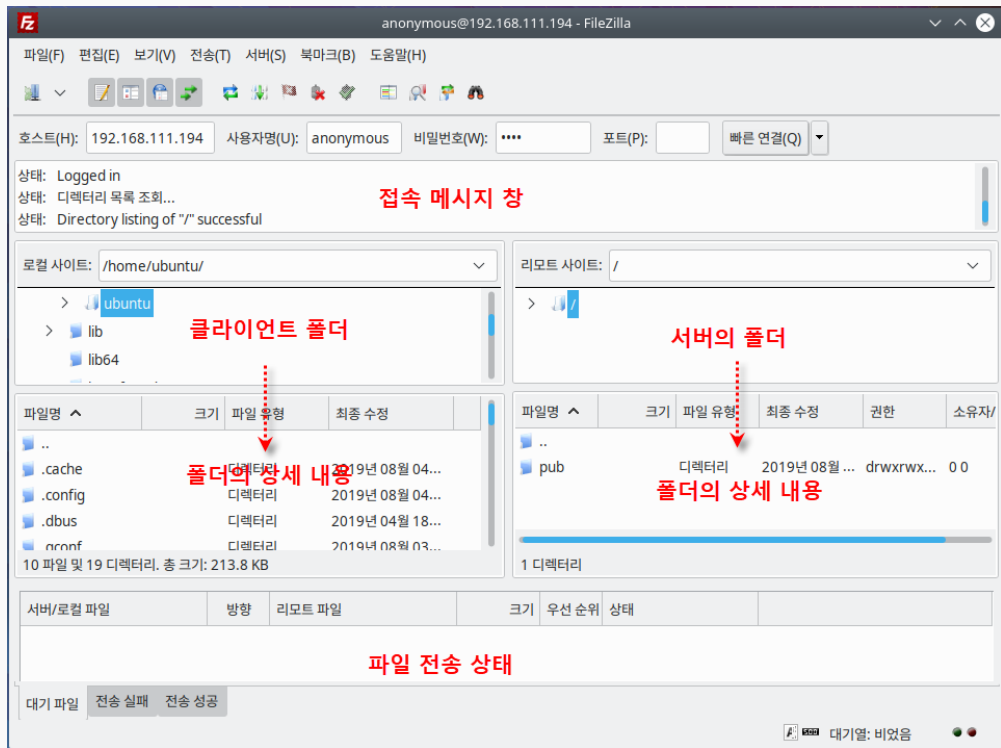 anonymous@192.168.111.194 - FileZilla
파일(F) 편집(E) 보기(V) 전송(T) 서버(S) 북마크(B) 도움말(H)
호스트(H): 192.168.111.194 사용자명(U): anonymous 비밀번호(W): •••• 포트(P): 빠른 연결(Q)
상태: Logged in
상태: 디렉터리 목록 조회...
상태: Directory listing of "/" successful
접속 메시지 창
로컬 사이트: /home/ubuntu/
ubuntu
lib
lib64
클라이언트 폴더
리모트 사이트: /
/
서버의 폴더
파일명 크기 파일 유형 최종 수정
..
.cache 디렉터리 2019년 08월 04...
.config 디렉터리 2019년 08월 04...
.dbus 디렉터리 2019년 04월 18...
.gconf 디렉터리 2019년 08월 03...
폴더의 상세 내용
10 파일 및 19 디렉터리. 총 크기: 213.8 KB
파일명 크기 파일 유형 최종 수정 권한 소유자/
..
pub 디렉터리 2019년 08월 ... drwxrwx... 0 0
폴더의 상세 내용
1 디렉터리
서버/로컬 파일 방향 리모트 파일 크기 우선 순위 상태
파일 전송 상태
대기 파일 전송 실패 전송 성공
대기열: 비었음